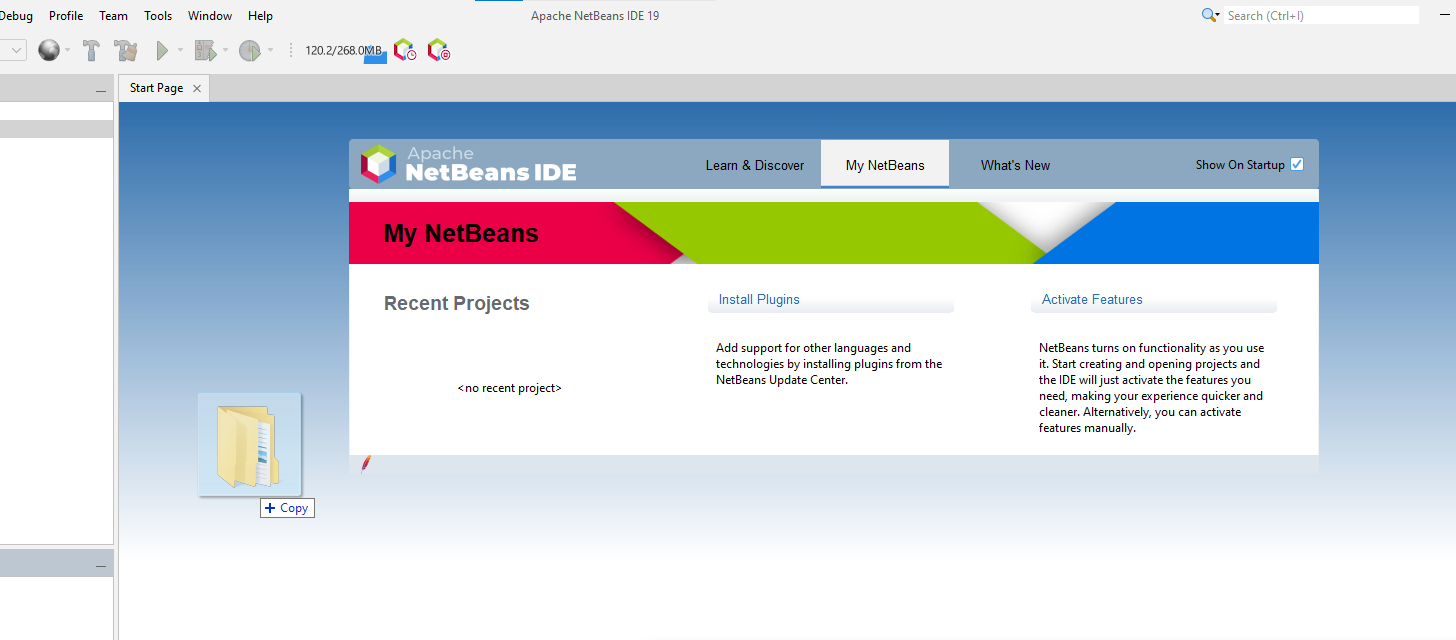 Debug Profile Team Tools Window Help
Apache NetBeans IDE 19
Search (Ctrl+I)
120.2/268.0MB
Start Page
Apache
NetBeans IDE
Learn & Discover
My NetBeans
What's New
Show On Startup
My NetBeans
Recent Projects
<no recent project>
Install Plugins
Add support for other languages and
technologies by installing plugins from the
NetBeans Update Center.
Activate Features
NetBeans turns on functionality as you use
it. Start creating and opening projects and
the IDE will just activate the features you
need, making your experience quicker and
cleaner. Alternatively, you can activate
features manually.
+ Copy